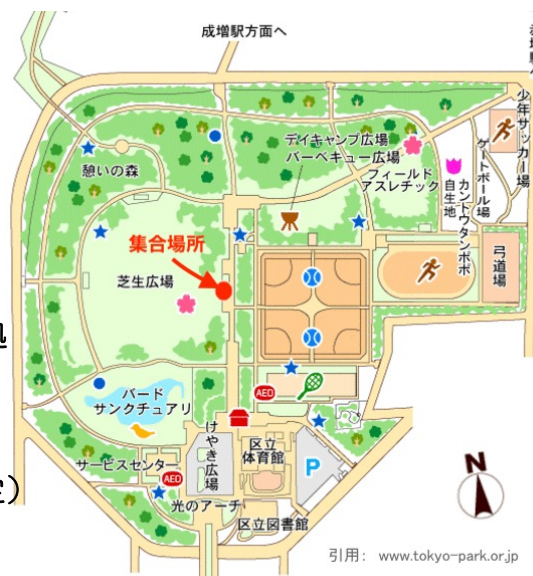 成増駅方面へ
少年サッカー場
デイキャンプ広場
バーベキュー広場
ゲートボール場
憩いの森
フィールド
アスレチック
カントウタンポポ
自生地
集合場所
弓道場
芝生広場
AED
バード
サンクチュアリ
けやき広場
区立
体育館
P
サービスセンター
AED
光のアーチ
区立図書館
N
引用： www.tokyo-park.or.jp